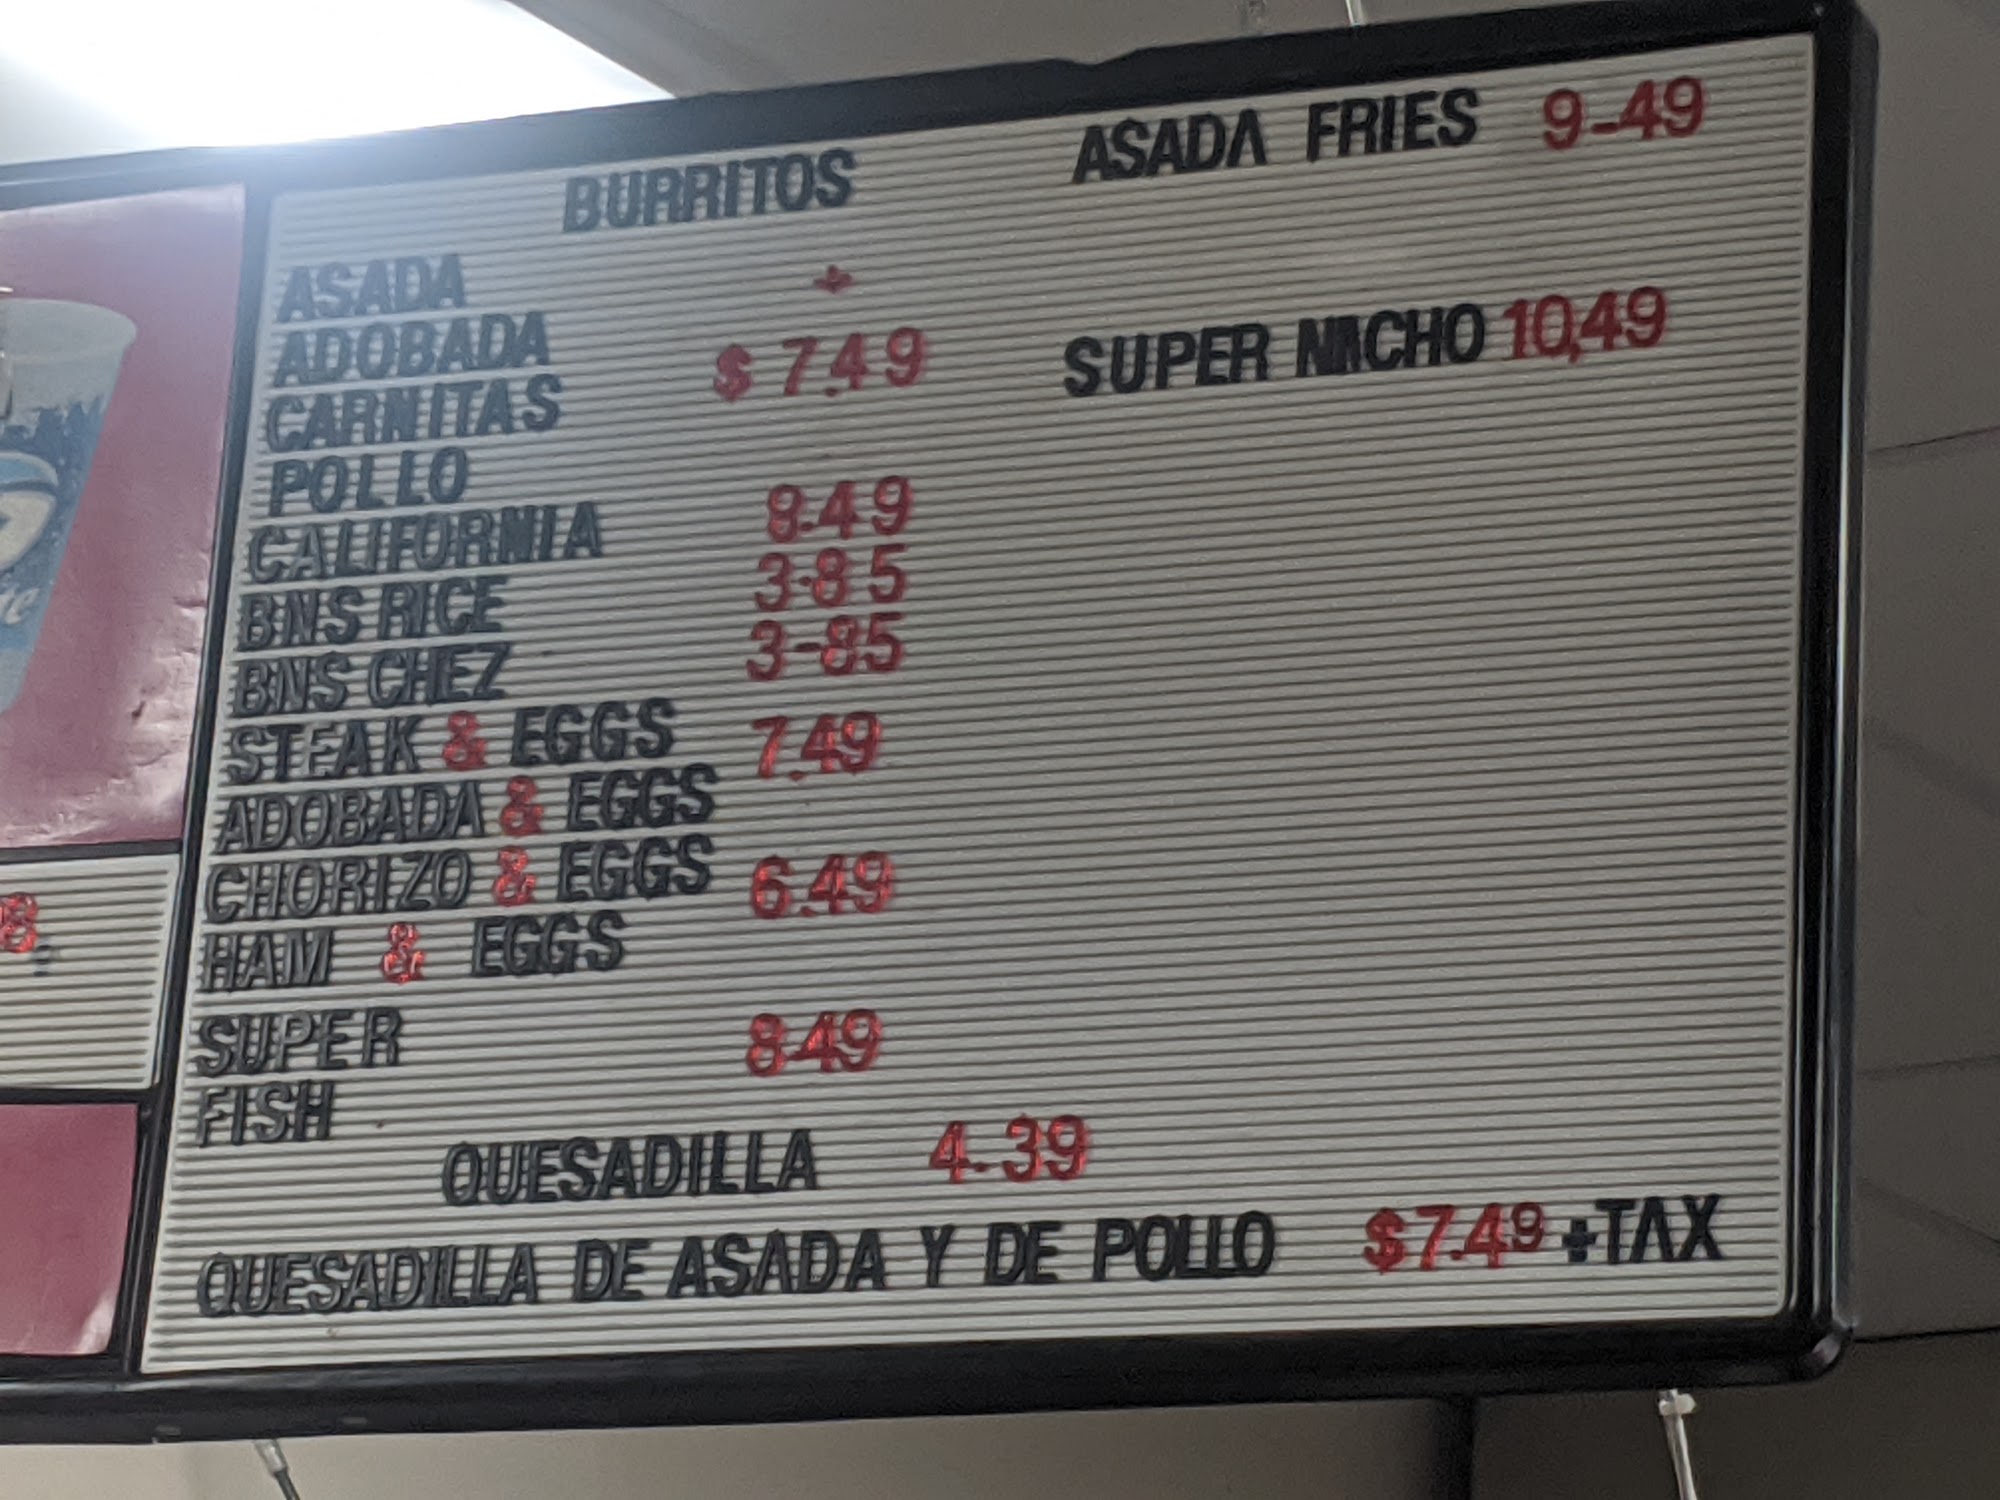 BURRITOS
ASADA FRIES 9-49
ASADA +
ADOBADA $ 7.49
CARNITAS
SUPER NACHO 10,49
POLLO
CALIFORNIA 8.49
BNS RICE 3-85
BNS CHEZ 3-85
STEAK & EGGS 7.49
ADOBADA & EGGS
CHORIZO & EGGS 6.49
HAM & EGGS
SUPER 8.49
FISH
QUESADILLA 4.39
QUESADILLA DE ASADA Y DE POLLO $7.49 +TAX